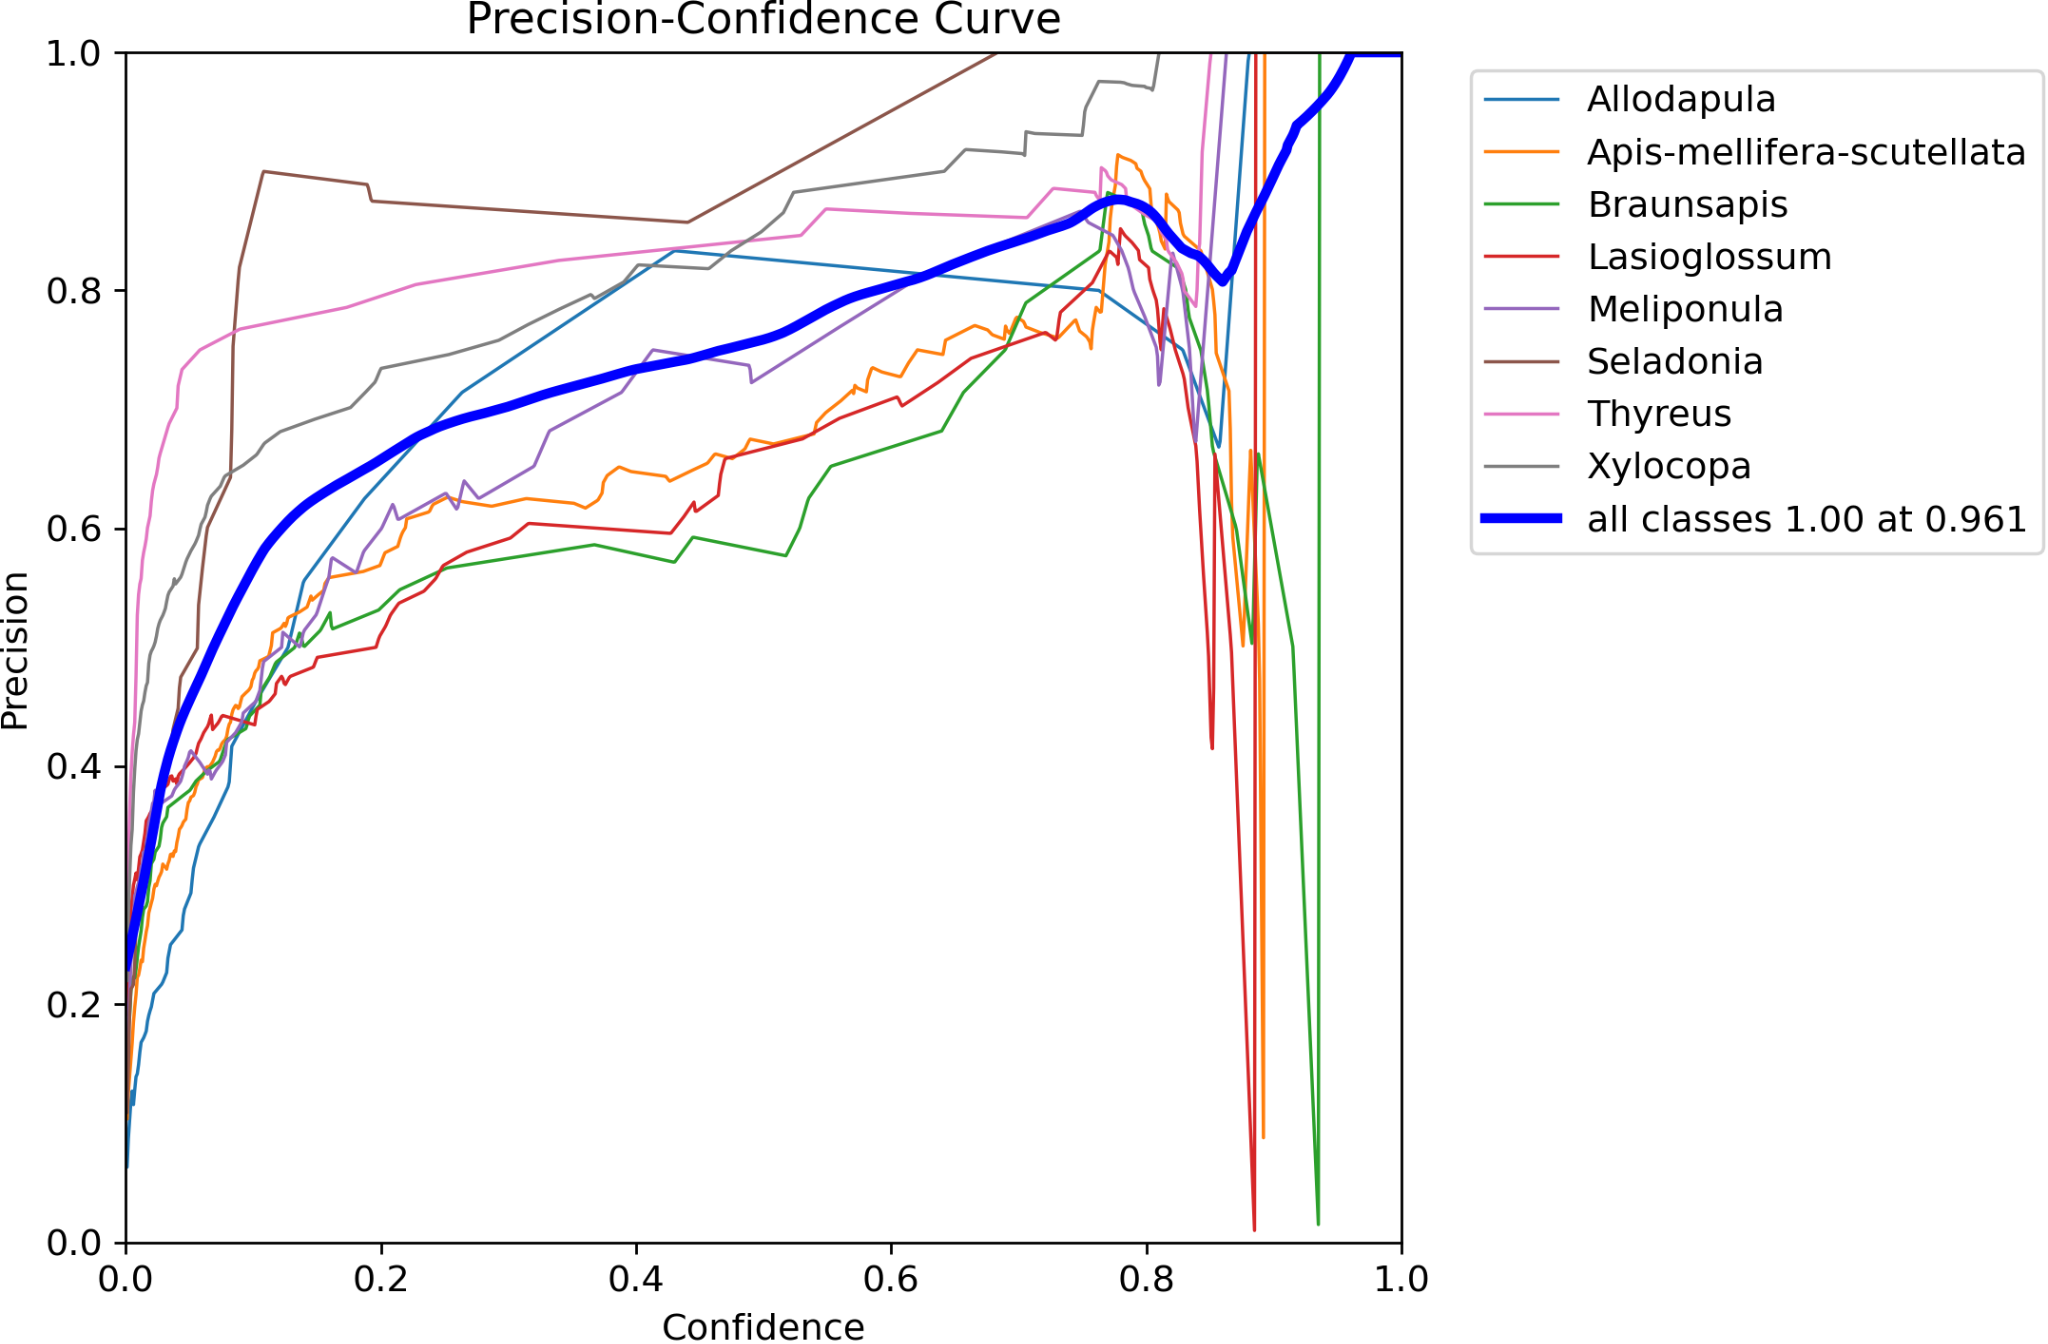 Precision-Confidence Curve
1.0
0.8
0.6
0.4
0.2
0.0
Precision
0.0 0.2 0.4 0.6 0.8 1.0
Confidence
Allodapula
Apis-mellifera-scutellata
Braunsapis
Lasioglossum
Meliponula
Seladonia
Thyreus
Xylocopa
all classes 1.00 at 0.961